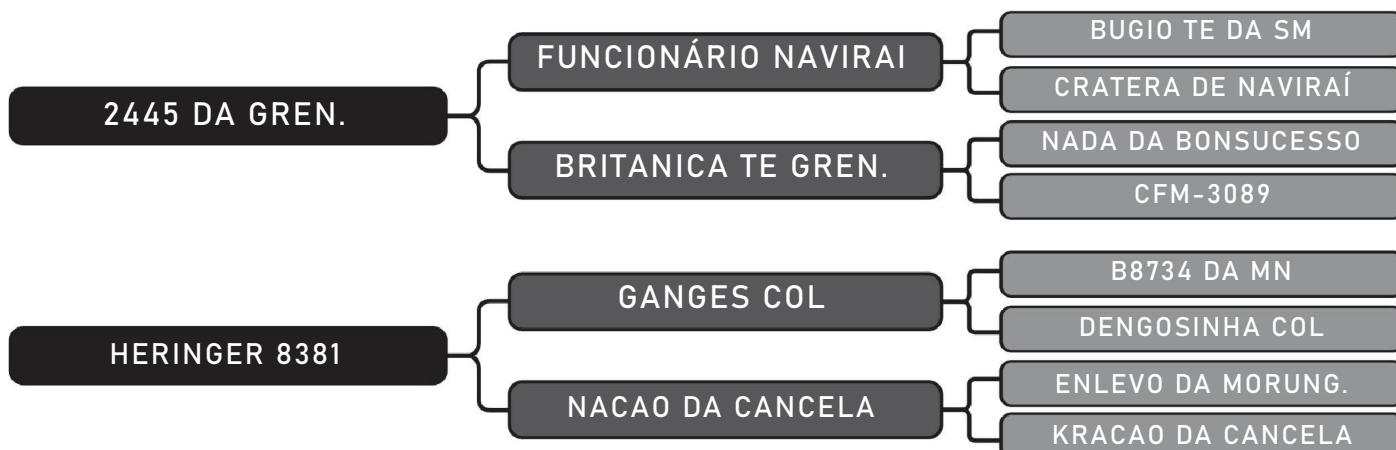 BUGIO TE DA SM
FUNCIONÁRIO NAVIRAI
CRATERA DE NAVIRAÍ
2445 DA GREN.
NADA DA BONSUCESSO
BRITANICA TE GREN.
CFM-3089
B8734 DA MN
GANGES COL
DENGOSINHA COL
HERINGER 8381
ENLEVO DA MORUNG.
NACAO DA CANCELA
KRACAO DA CANCELA